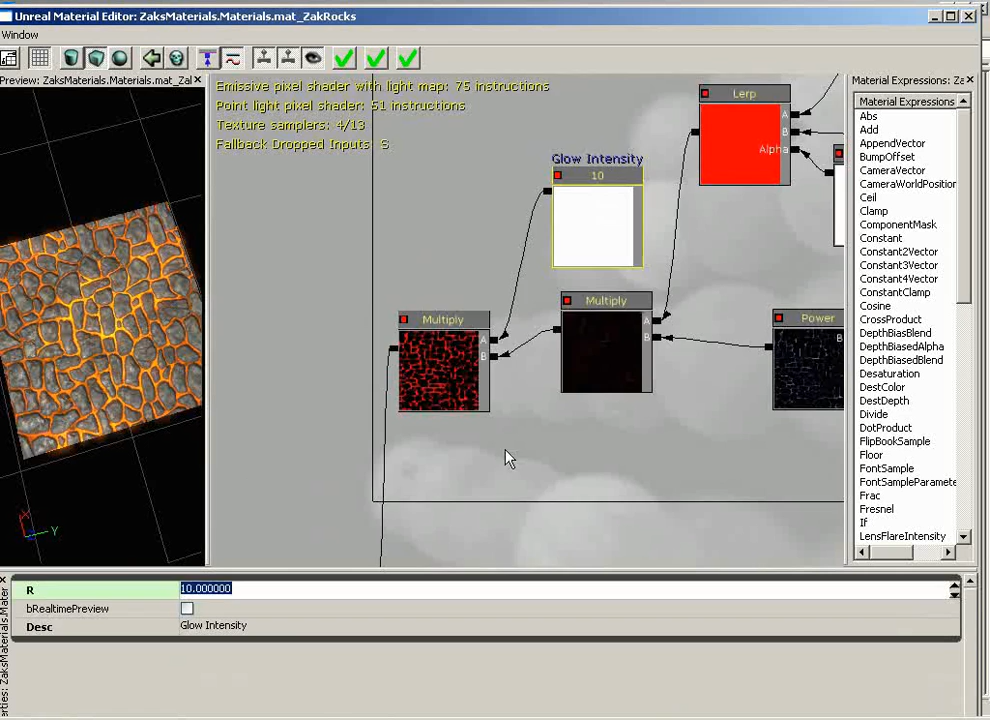 Unreal Material Editor: ZaksMaterials.Materials.mat_ZakRocks
Window
Preview: ZaksMaterials.Materials.mat_Zal
Emissive pixel shader with light map: 75 instructions
Point light pixel shader: 51 instructions
Texture samplers: 4/13
Fallback Dropped Inputs S
Lerp
A
B
Alpha
Glow Intensity
10
Multiply
A
B
Multiply
A
B
Power
B
Y
X
Material Expressions: Za
Material Expressions
Abs
Add
AppendVector
BumpOffset
CameraVector
CameraWorldPosition
Ceil
Clamp
ComponentMask
Constant
Constant2Vector
Constant3Vector
Constant4Vector
ConstantClamp
Cosine
CrossProduct
DepthBiasBlend
DepthBiasedAlpha
DepthBiasedBlend
Desaturation
DestColor
DestDepth
Divide
DotProduct
FlipBookSample
Floor
FontSample
FontSampleParamete
Frac
Fresnel
If
LensFlareIntensity
R 10.000000
bRealtimePreview
Desc Glow Intensity
erties: ZaksMaterials.Mater